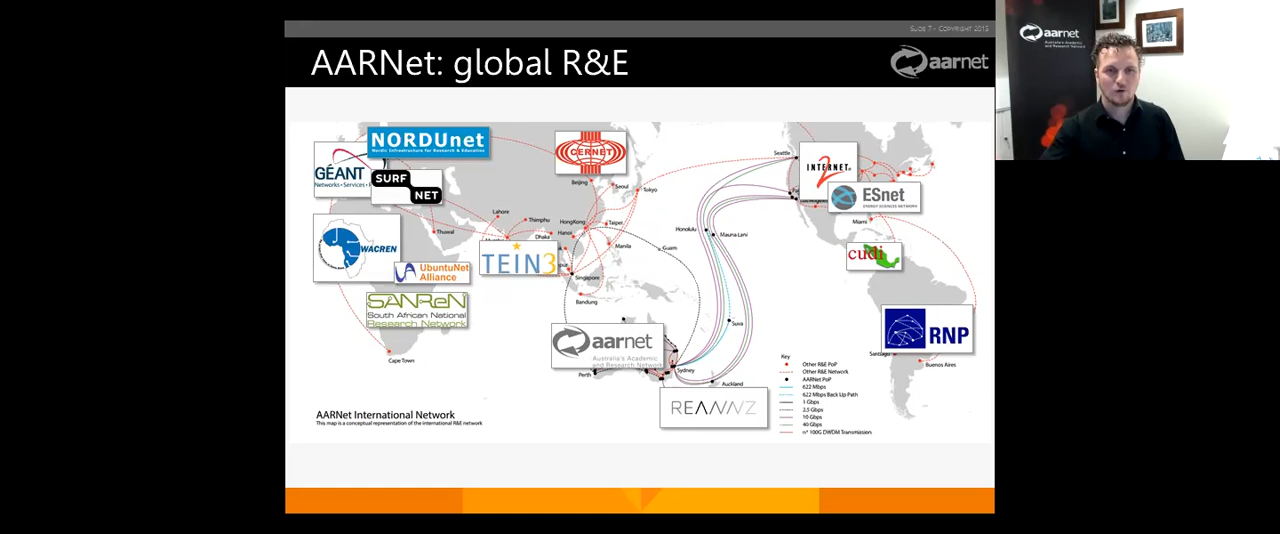 SLIDE 7 - COPYRIGHT 2015
AARNet: global R&E
aarnet
aarnet
Australia's Academic
and Research Network
NORDUnet
Nordic Infrastructure for Research & Education
GÉANT
Networks • Services •
SURF
NET
CERNET
Beijing
Seoul
Tokyo
Seattle
INTERNET
2
ESnet
ENERGY SCIENCES NETWORK
Miami
Lahore
Thimphu
Dhaka
HongKong
Hanoi
Taipei
Manila
Guam
Honolulu
Mauna Lani
Thuwal
WACREN
UbuntuNet
Alliance
TEIN3
Singapore
Bandung
cudi
SANReN
South African National
Research Network
Cape Town
aarnet
Australia's Academic
and Research Network
Perth
Sydney
Suva
Auckland
REANNZ
RNP
Santiago
Buenos Aires
Key
Other R&E PoP
Other R&E Network
AARNet PoP
622 Mbps
622 Mbps Back Up Path
1 Gbps
2.5 Gbps
10 Gbps
40 Gbps
n* 100G DWDM Transmission
AARNet International Network
This map is a conceptual representation of the international R&E network